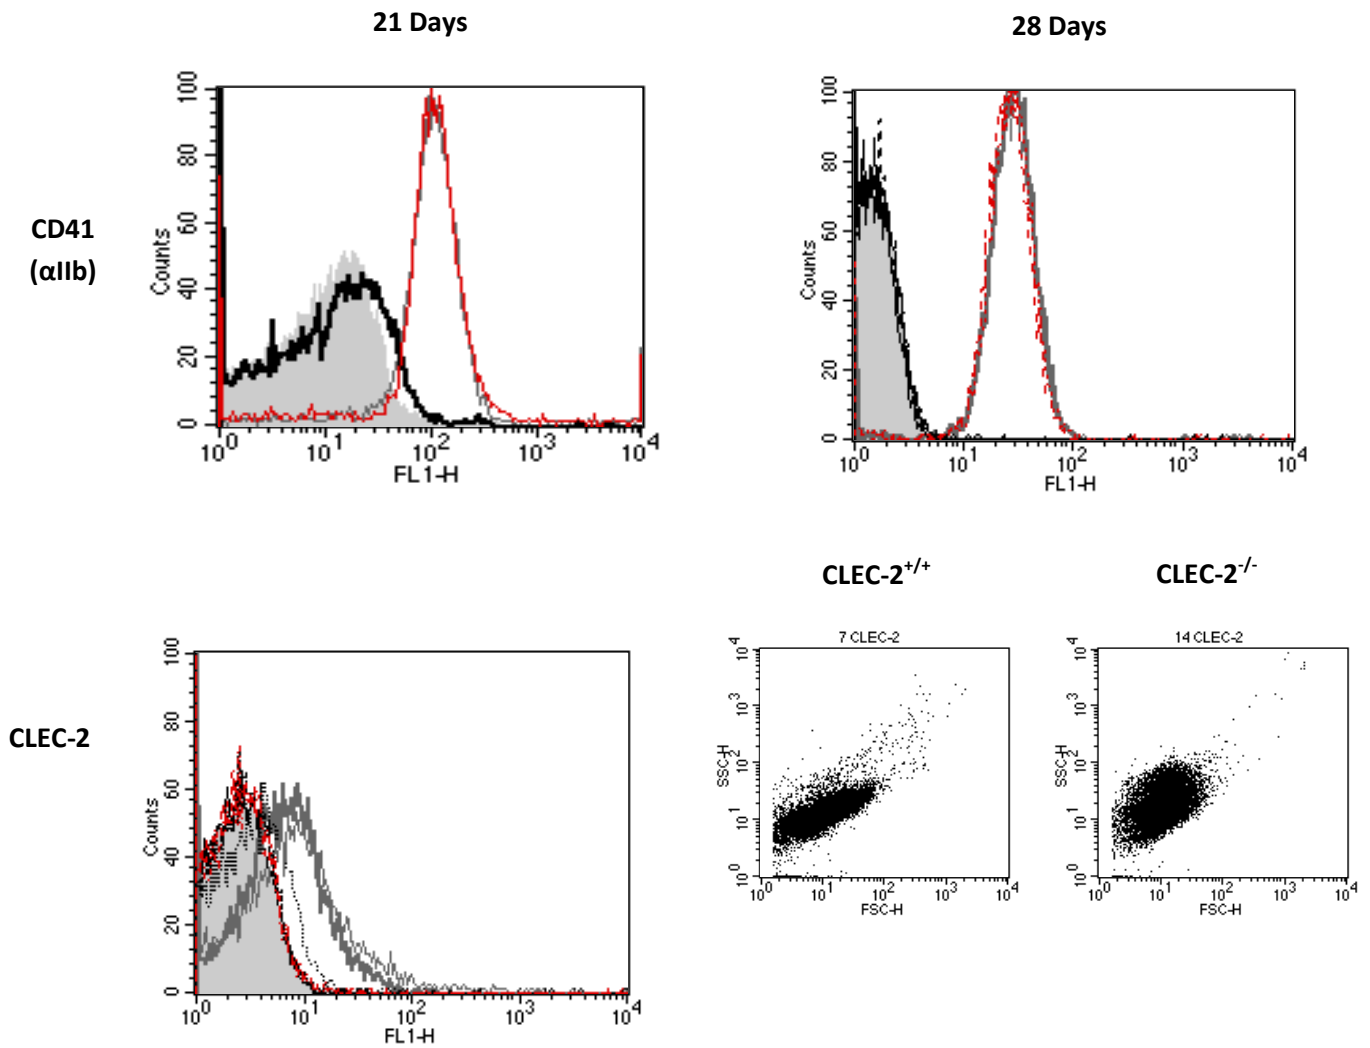 21 Days
28 Days
CD41
(αIIb)
Counts
100
80
60
40
20
0
10^0 10^1 10^2 10^3 10^4
FL1-H
Counts
100
80
60
40
20
0
10^0 10^1 10^2 10^3 10^4
FL1-H
CLEC-2^+/+
CLEC-2^-/-
CLEC-2
Counts
100
80
60
40
20
0
10^0 10^1 10^2 10^3 10^4
FL1-H
7 CLEC-2
SSC-H
10^4
10^3
10^2
10^1
10^0
10^0 10^1 10^2 10^3 10^4
FSC-H
14 CLEC-2
SSC-H
10^4
10^3
10^2
10^1
10^0
10^0 10^1 10^2 10^3 10^4
FSC-H